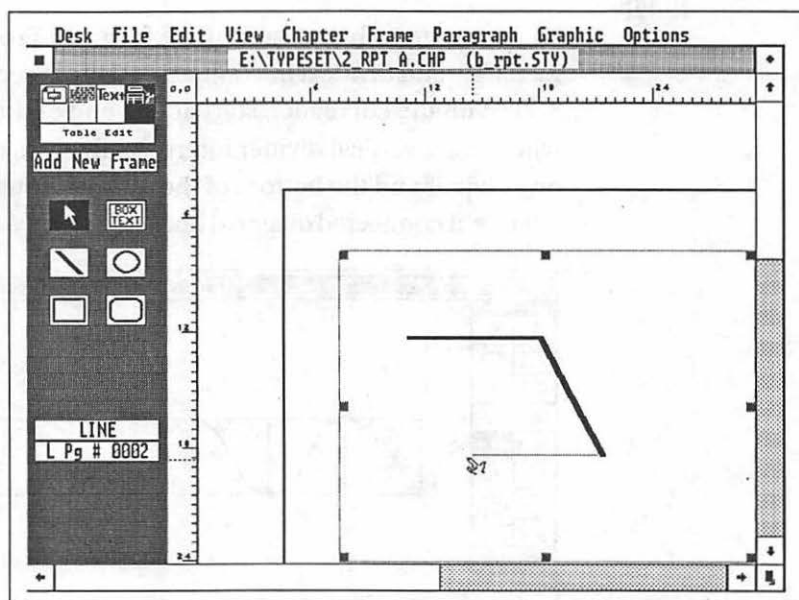 Desk File Edit View Chapter Frame Paragraph Graphic Options
E:\TYPESET\2_RPT_A.CHP (b_rpt.STY)
0,0 6 12 18 24
Text
Table Edit
Add New Frame
BOX
TEXT
6
12
18
24
LINE
L Pg # 0002